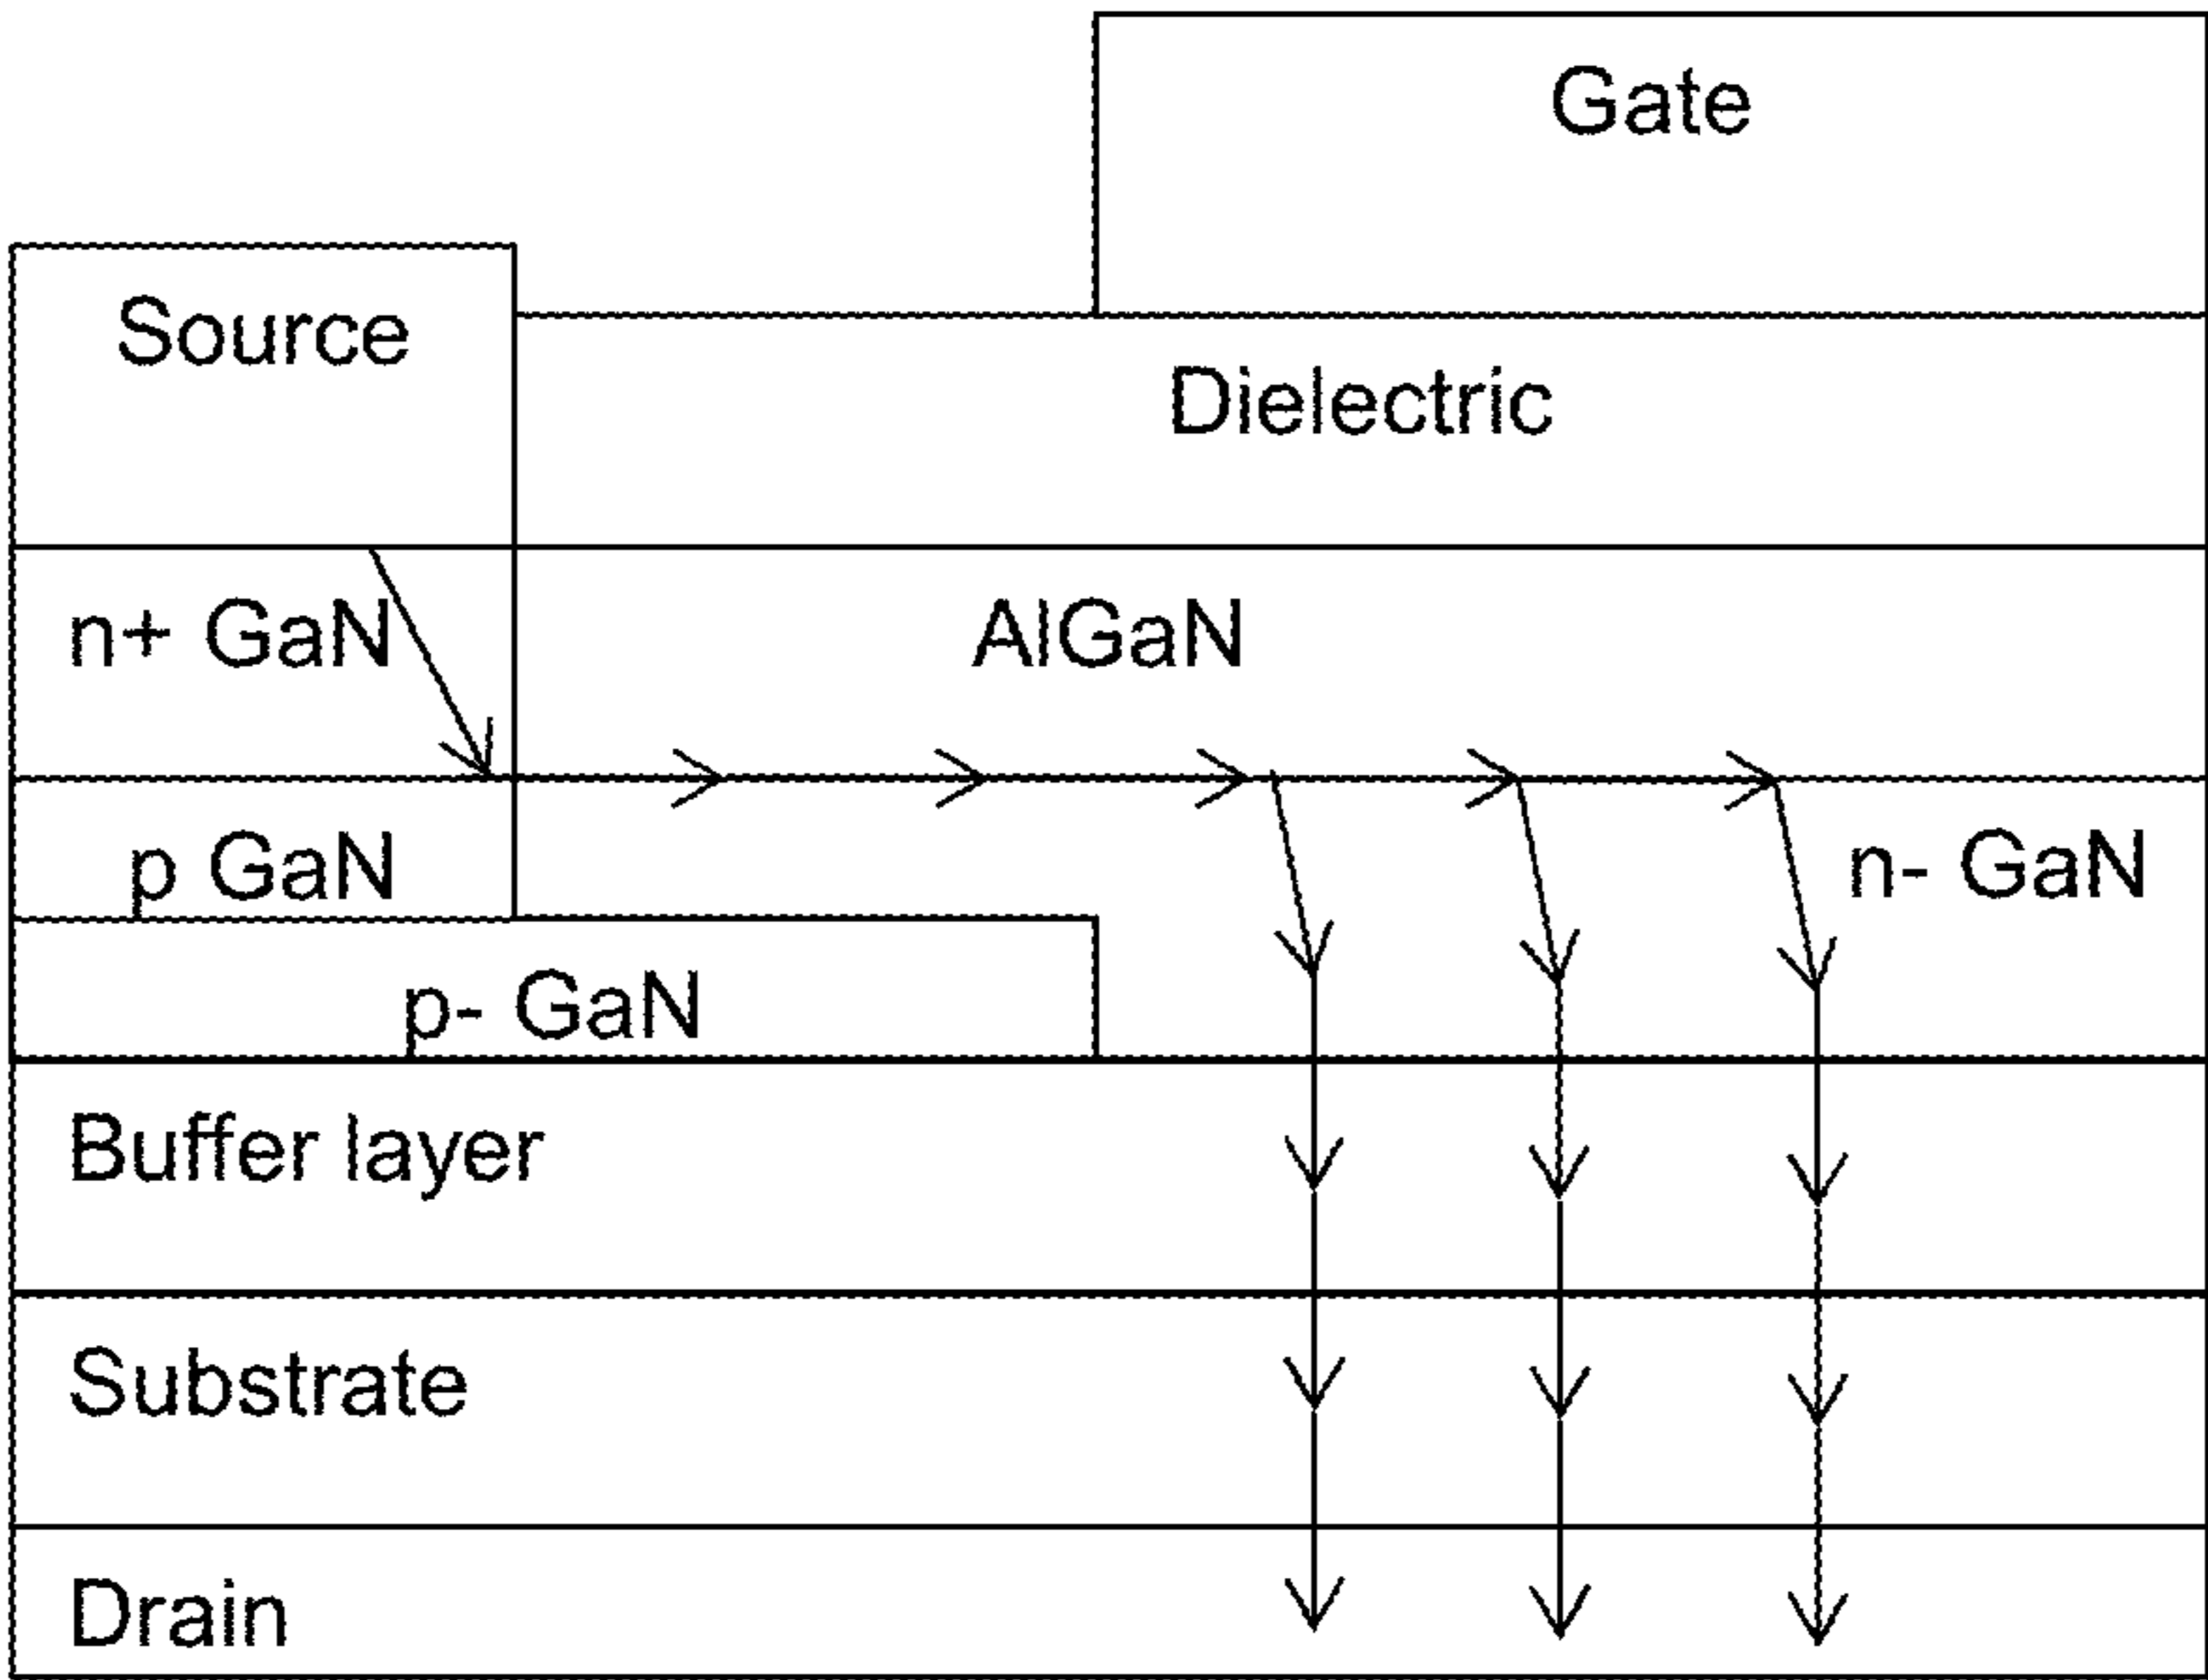 Gate
Source
Dielectric
n+ GaN
AlGaN
p GaN
n- GaN
p- GaN
Buffer layer
Substrate
Drain